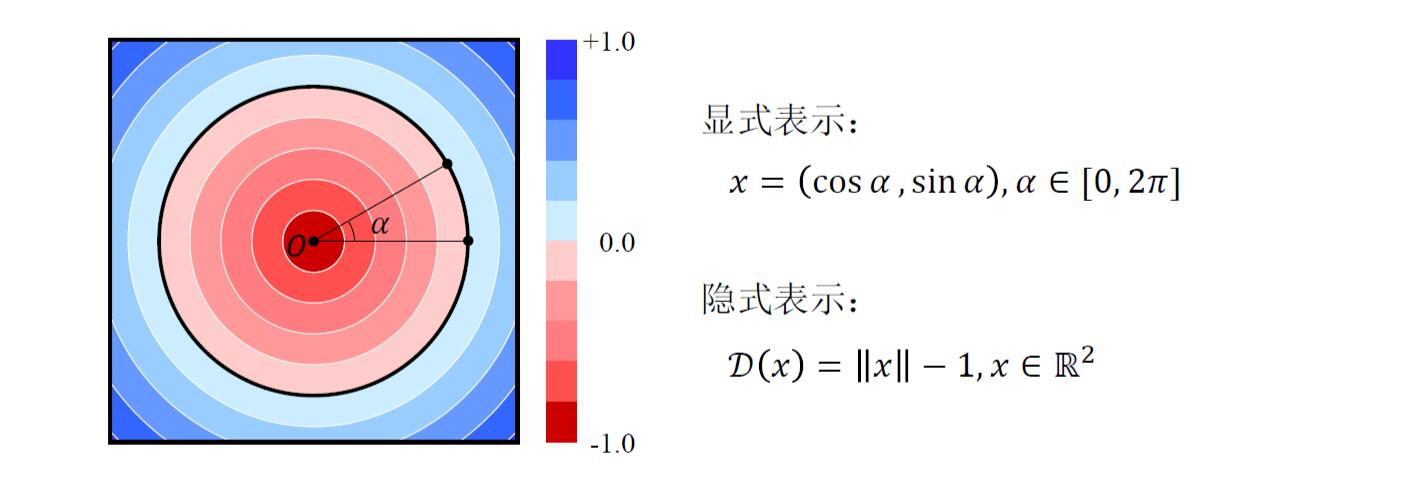 O
α
+1.0
0.0
-1.0
显式表示：
x = (cos α , sin α), α ∈ [0, 2π]
隐式表示：
𝒟(x) = ‖x‖ − 1, x ∈ ℝ²